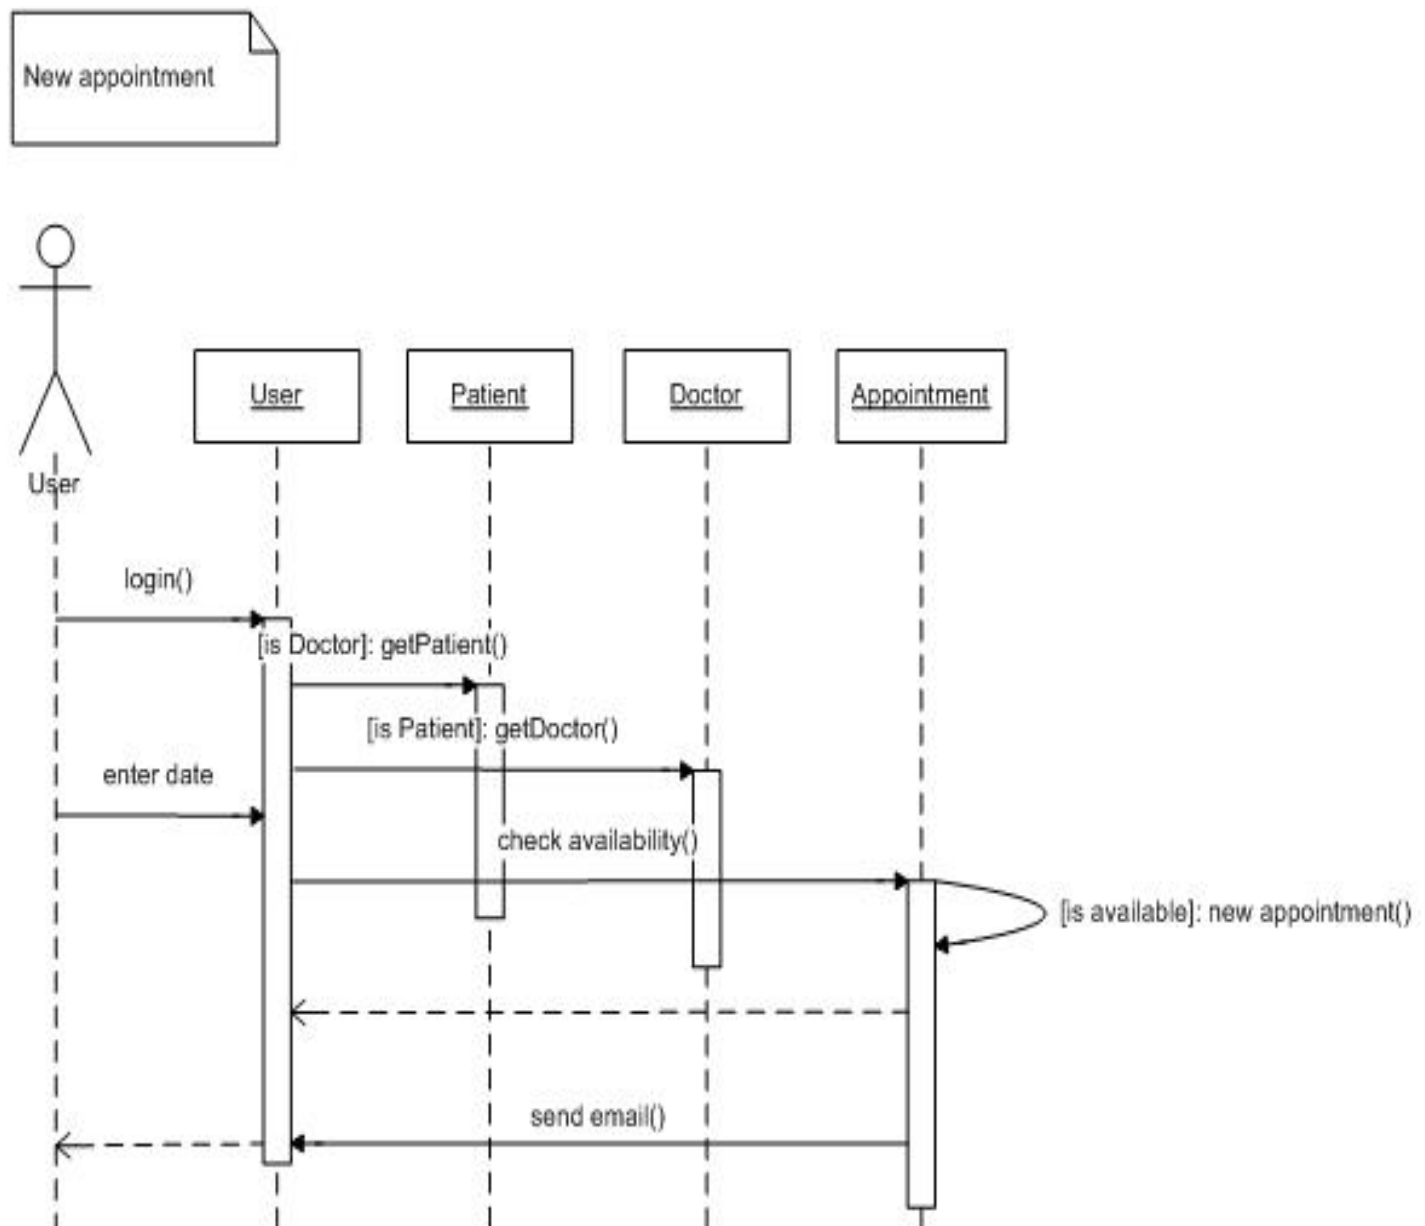 New appointment
User
Patient
Doctor
Appointment
User
login()
[is Doctor]: getPatient()
[is Patient]: getDoctor()
enter date
check availability()
[is available]: new appointment()
send email()